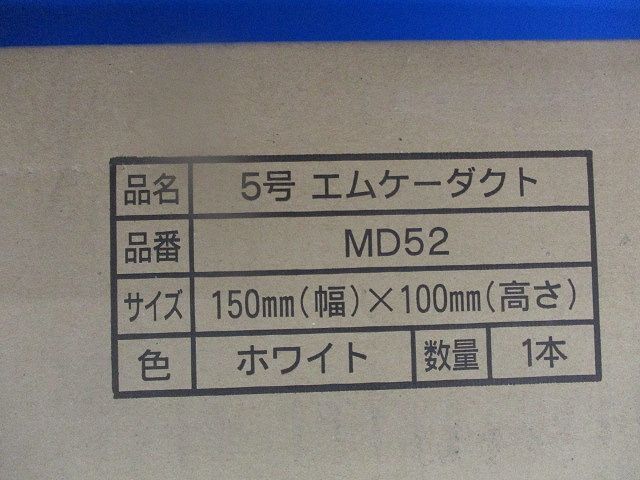 品名 5号 エムケーダクト
品番 MD52
サイズ 150mm(幅)×100mm(高さ)
色 ホワイト 数量 1本